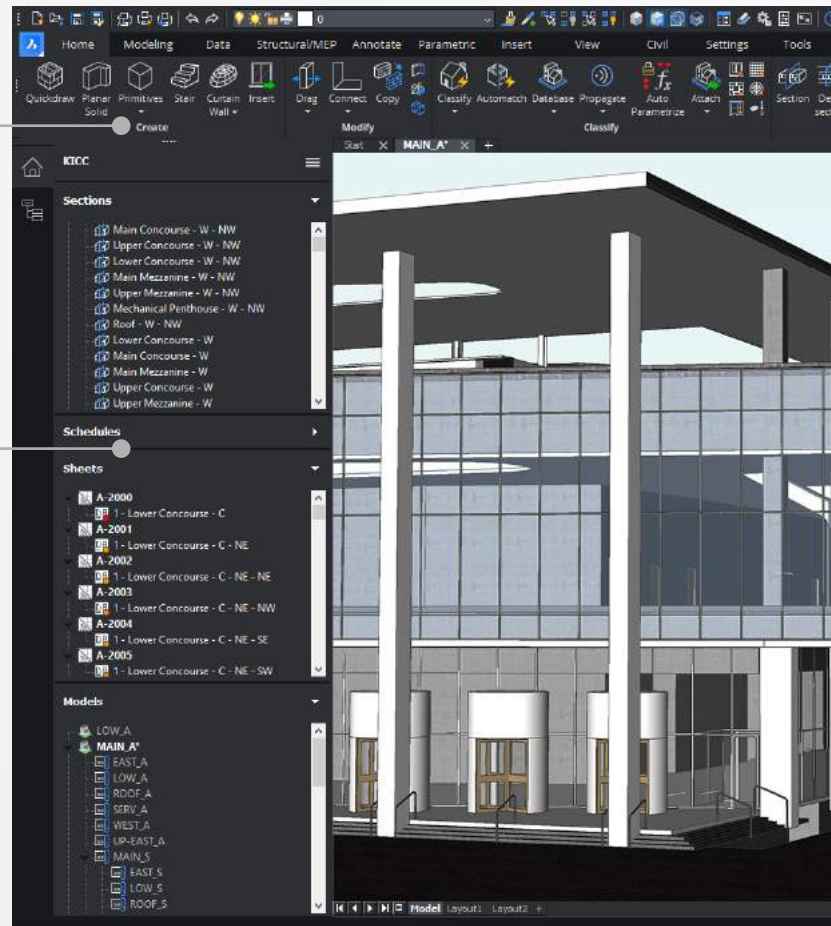 0
Home Modeling Data Structural/MEP Annotate Parametric Insert View Civil Settings Tools
Quickdraw Planar Solid Primitives Stair Curtain Wall Insert Drag Connect Copy Classify Automatch Database Propagate Auto Parametrize Attach Section
Create Modify Classify
Start MAIN_A* +
KICC
Sections
Main Concourse - W - NW
Upper Concourse - W - NW
Lower Concourse - W - NW
Main Mezzanine - W - NW
Upper Mezzanine - W - NW
Mechanical Penthouse - W - NW
Roof - W - NW
Lower Concourse - W
Main Concourse - W
Main Mezzanine - W
Upper Concourse - W
Upper Mezzanine - W
Schedules
Sheets
A-2000
1 - Lower Concourse - C
A-2001
1 - Lower Concourse - C - NE
A-2002
1 - Lower Concourse - C - NE - NE
A-2003
1 - Lower Concourse - C - NE - NW
A-2004
1 - Lower Concourse - C - NE - SE
A-2005
1 - Lower Concourse - C - NE - SW
Models
LOW_A
MAIN_A*
EAST_A
LOW_A
ROOF_A
SERV_A
WEST_A
UP-EAST_A
MAIN_S
EAST_S
LOW_S
ROOF_S
Model Layout1 Layout2 +